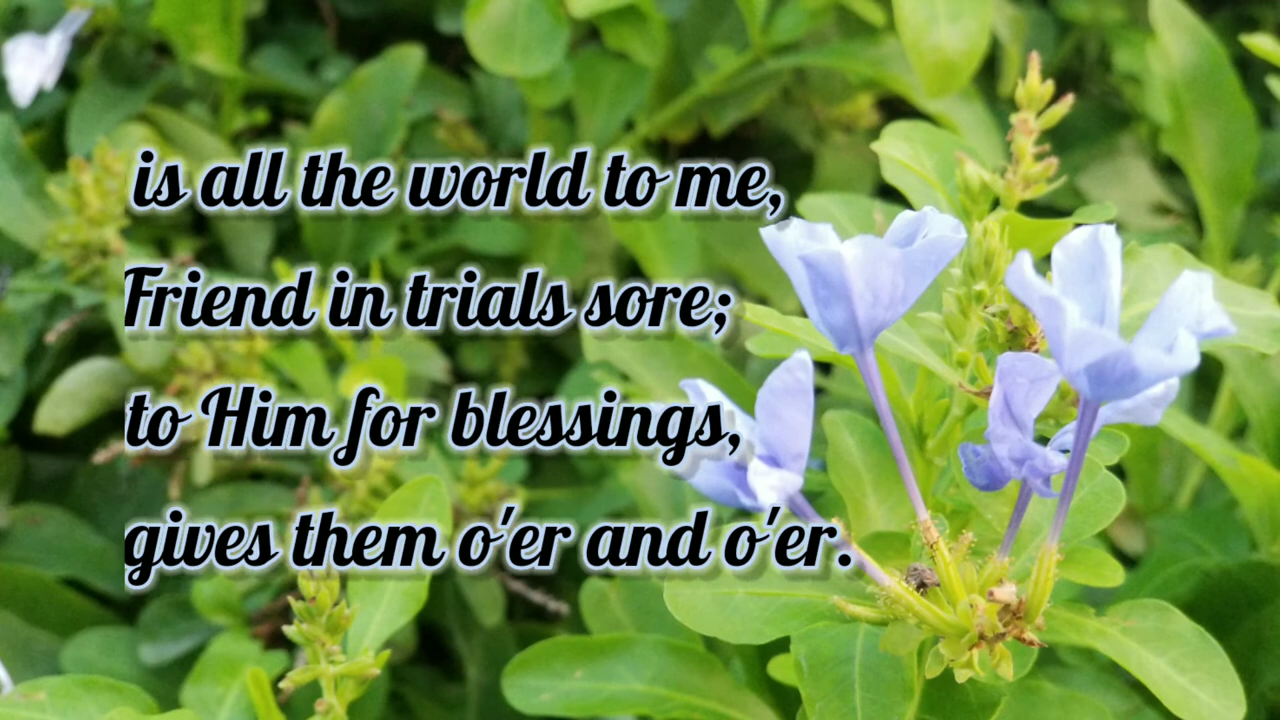 is all the world to me,
Friend in trials sore;
to Him for blessings,
gives them o'er and o'er.